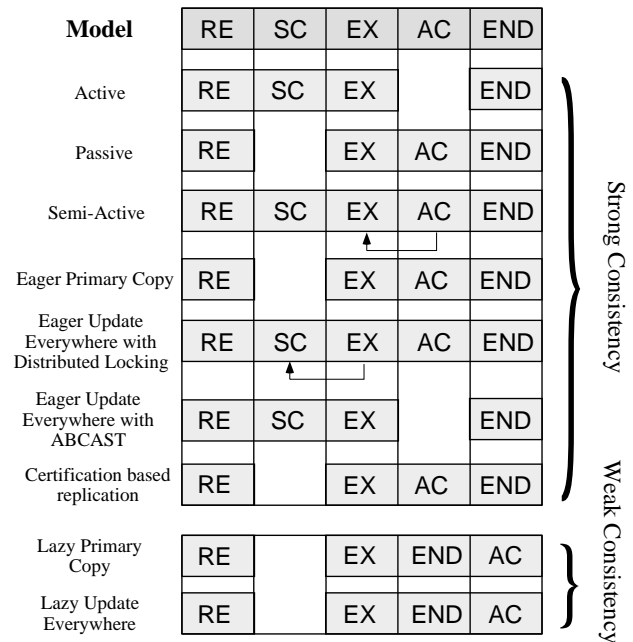 Model RE SC EX AC END
Active RE SC EX END
Passive RE EX AC END
Semi-Active RE SC EX AC END
Eager Primary Copy RE EX AC END
Eager Update
Everywhere with
Distributed Locking
RE SC EX AC END
Eager Update
Everywhere with
ABCAST
RE SC EX END
Certification based
replication
RE EX AC END
Lazy Primary
Copy
RE EX END AC
Lazy Update
Everywhere
RE EX END AC
Strong Consistency
Weak Consistency